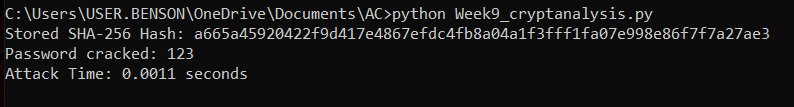 C:\Users\USER.BENSON\OneDrive\Documents\AC>python Week9_cryptanalysis.py
Stored SHA-256 Hash: a665a45920422f9d417e4867efdc4fb8a04a1f3fff1fa07e998e86f7f7a27ae3
Password cracked: 123
Attack Time: 0.0011 seconds